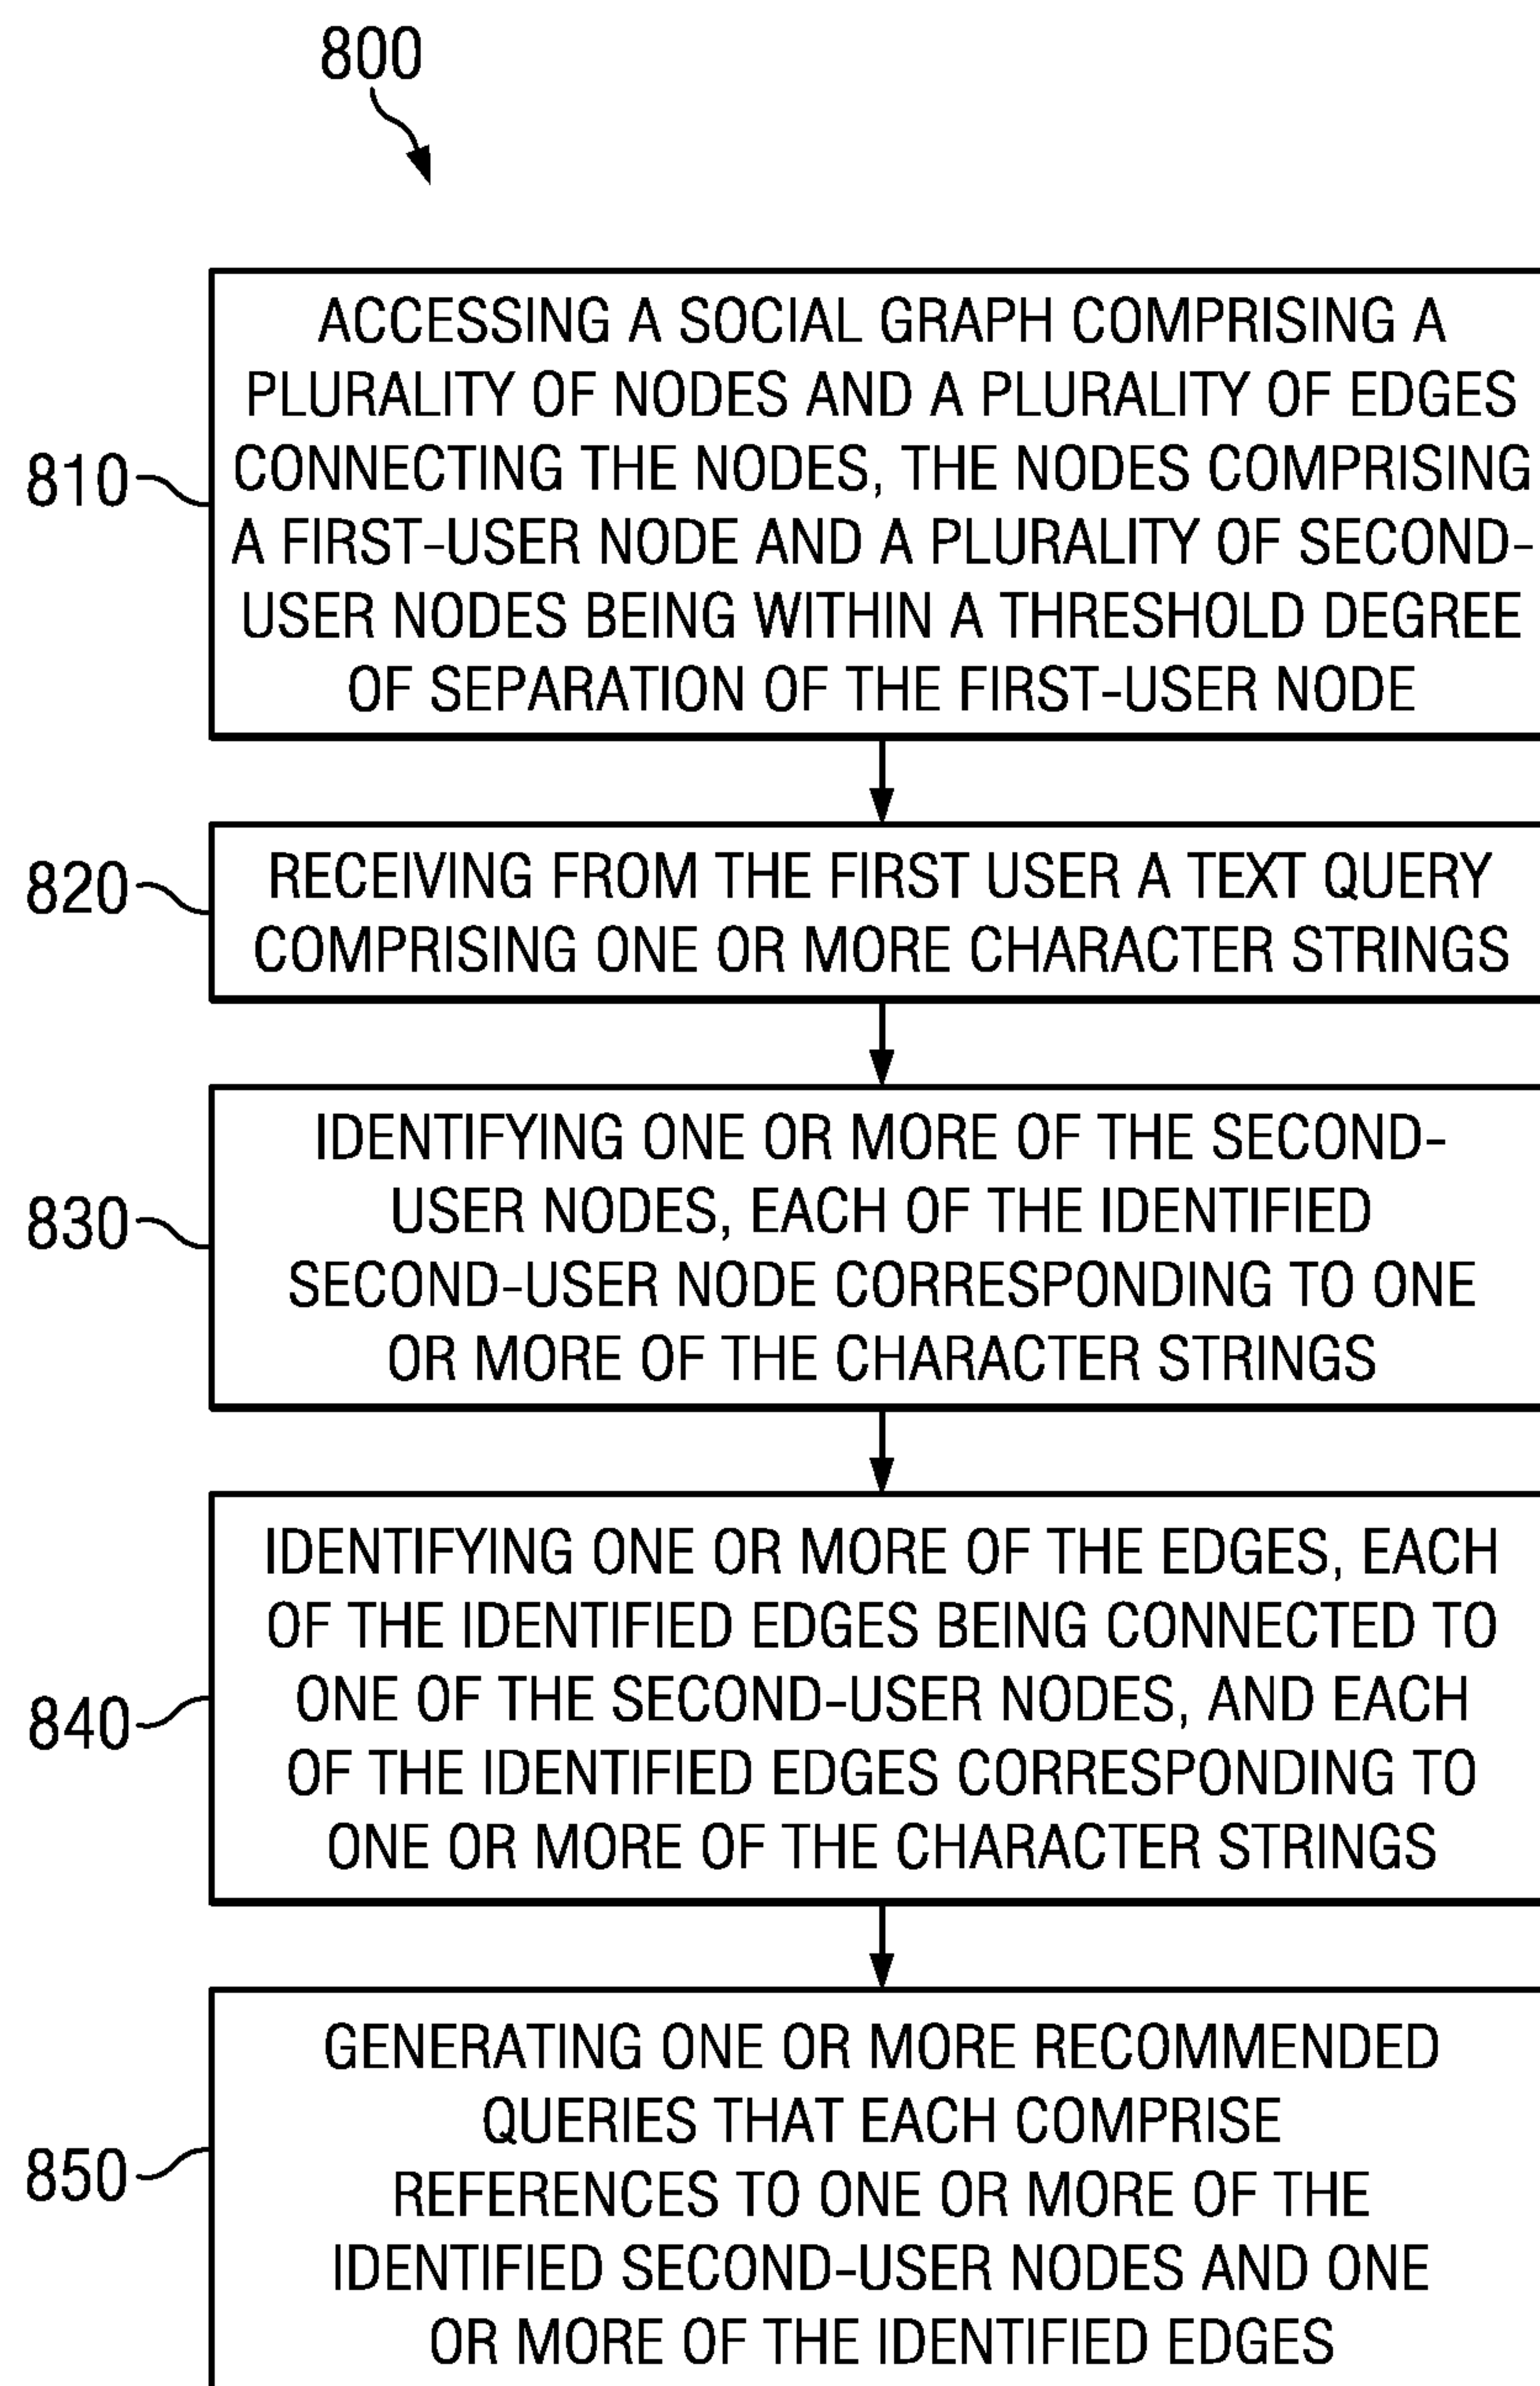 800
810
ACCESSING A SOCIAL GRAPH COMPRISING A
PLURALITY OF NODES AND A PLURALITY OF EDGES
CONNECTING THE NODES, THE NODES COMPRISING
A FIRST-USER NODE AND A PLURALITY OF SECOND-
USER NODES BEING WITHIN A THRESHOLD DEGREE
OF SEPARATION OF THE FIRST-USER NODE
820
RECEIVING FROM THE FIRST USER A TEXT QUERY
COMPRISING ONE OR MORE CHARACTER STRINGS
830
IDENTIFYING ONE OR MORE OF THE SECOND-
USER NODES, EACH OF THE IDENTIFIED
SECOND-USER NODE CORRESPONDING TO ONE
OR MORE OF THE CHARACTER STRINGS
840
IDENTIFYING ONE OR MORE OF THE EDGES, EACH
OF THE IDENTIFIED EDGES BEING CONNECTED TO
ONE OF THE SECOND-USER NODES, AND EACH
OF THE IDENTIFIED EDGES CORRESPONDING TO
ONE OR MORE OF THE CHARACTER STRINGS
850
GENERATING ONE OR MORE RECOMMENDED
QUERIES THAT EACH COMPRISE
REFERENCES TO ONE OR MORE OF THE
IDENTIFIED SECOND-USER NODES AND ONE
OR MORE OF THE IDENTIFIED EDGES